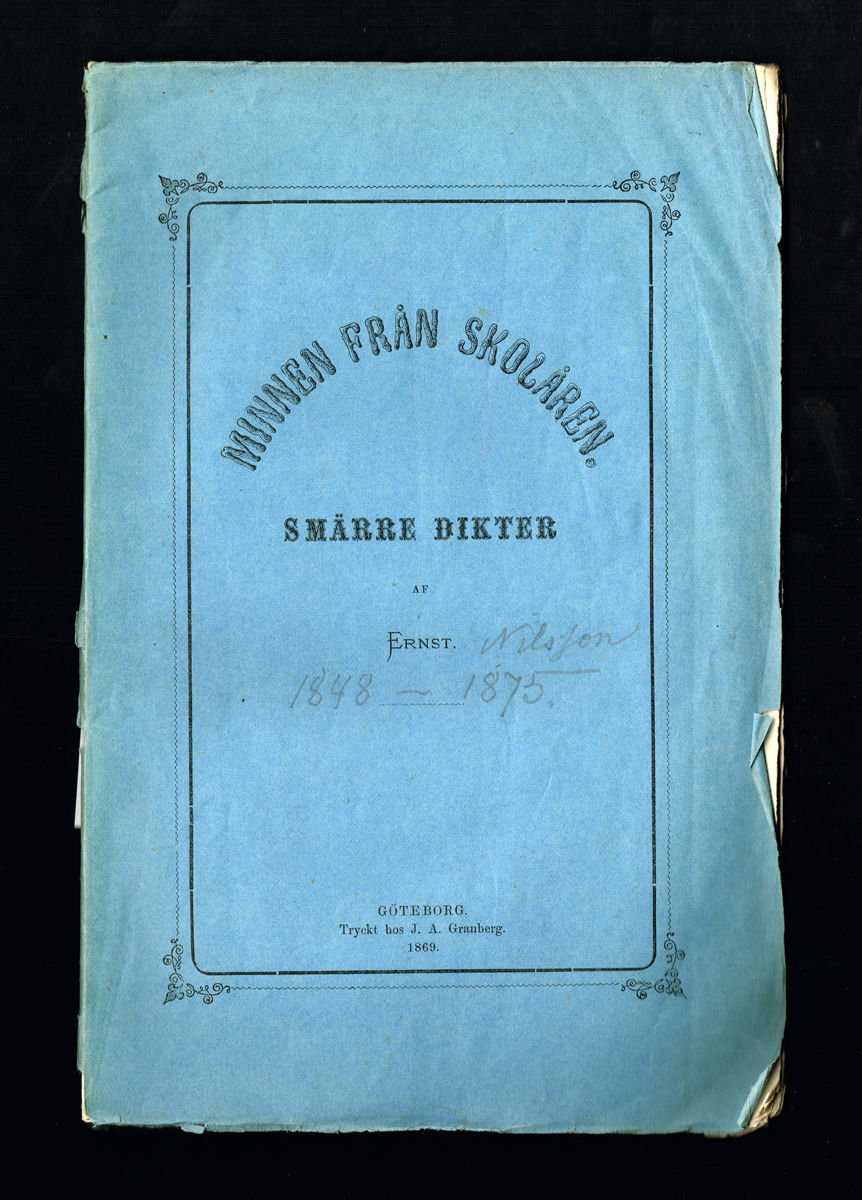 MINNEN FRÅN SKOLÅREN.
SMÄRRE DIKTER
AF
ERNST. Nilsson
1848 — 1875.
GÖTEBORG.
Tryckt hos J. A. Granberg.
1869.